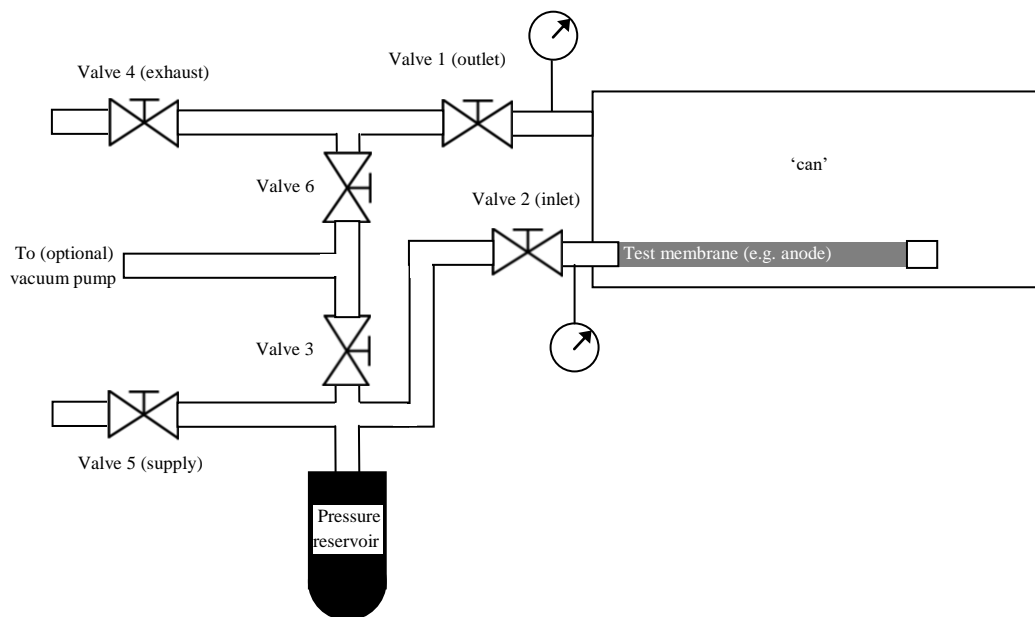 Valve 1 (outlet)
Valve 4 (exhaust)
‘can’
Valve 6
Valve 2 (inlet)
To (optional)
vacuum pump
Test membrane (e.g. anode)
Valve 3
Valve 5 (supply)
Pressure
reservoir